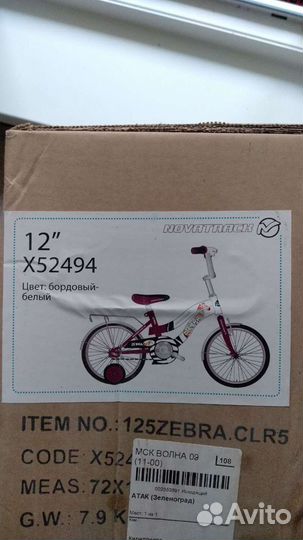 NOVATRACK
12”
X52494
Цвет: бордовый-
белый
ITEM NO.:125ZEBRA.CLR5
CODE X524
MEAS. 72X
G.W.: 7.9 K
МСК ВОЛНА 09
(11-00)
108
АТАК (Зеленоград)
Avito